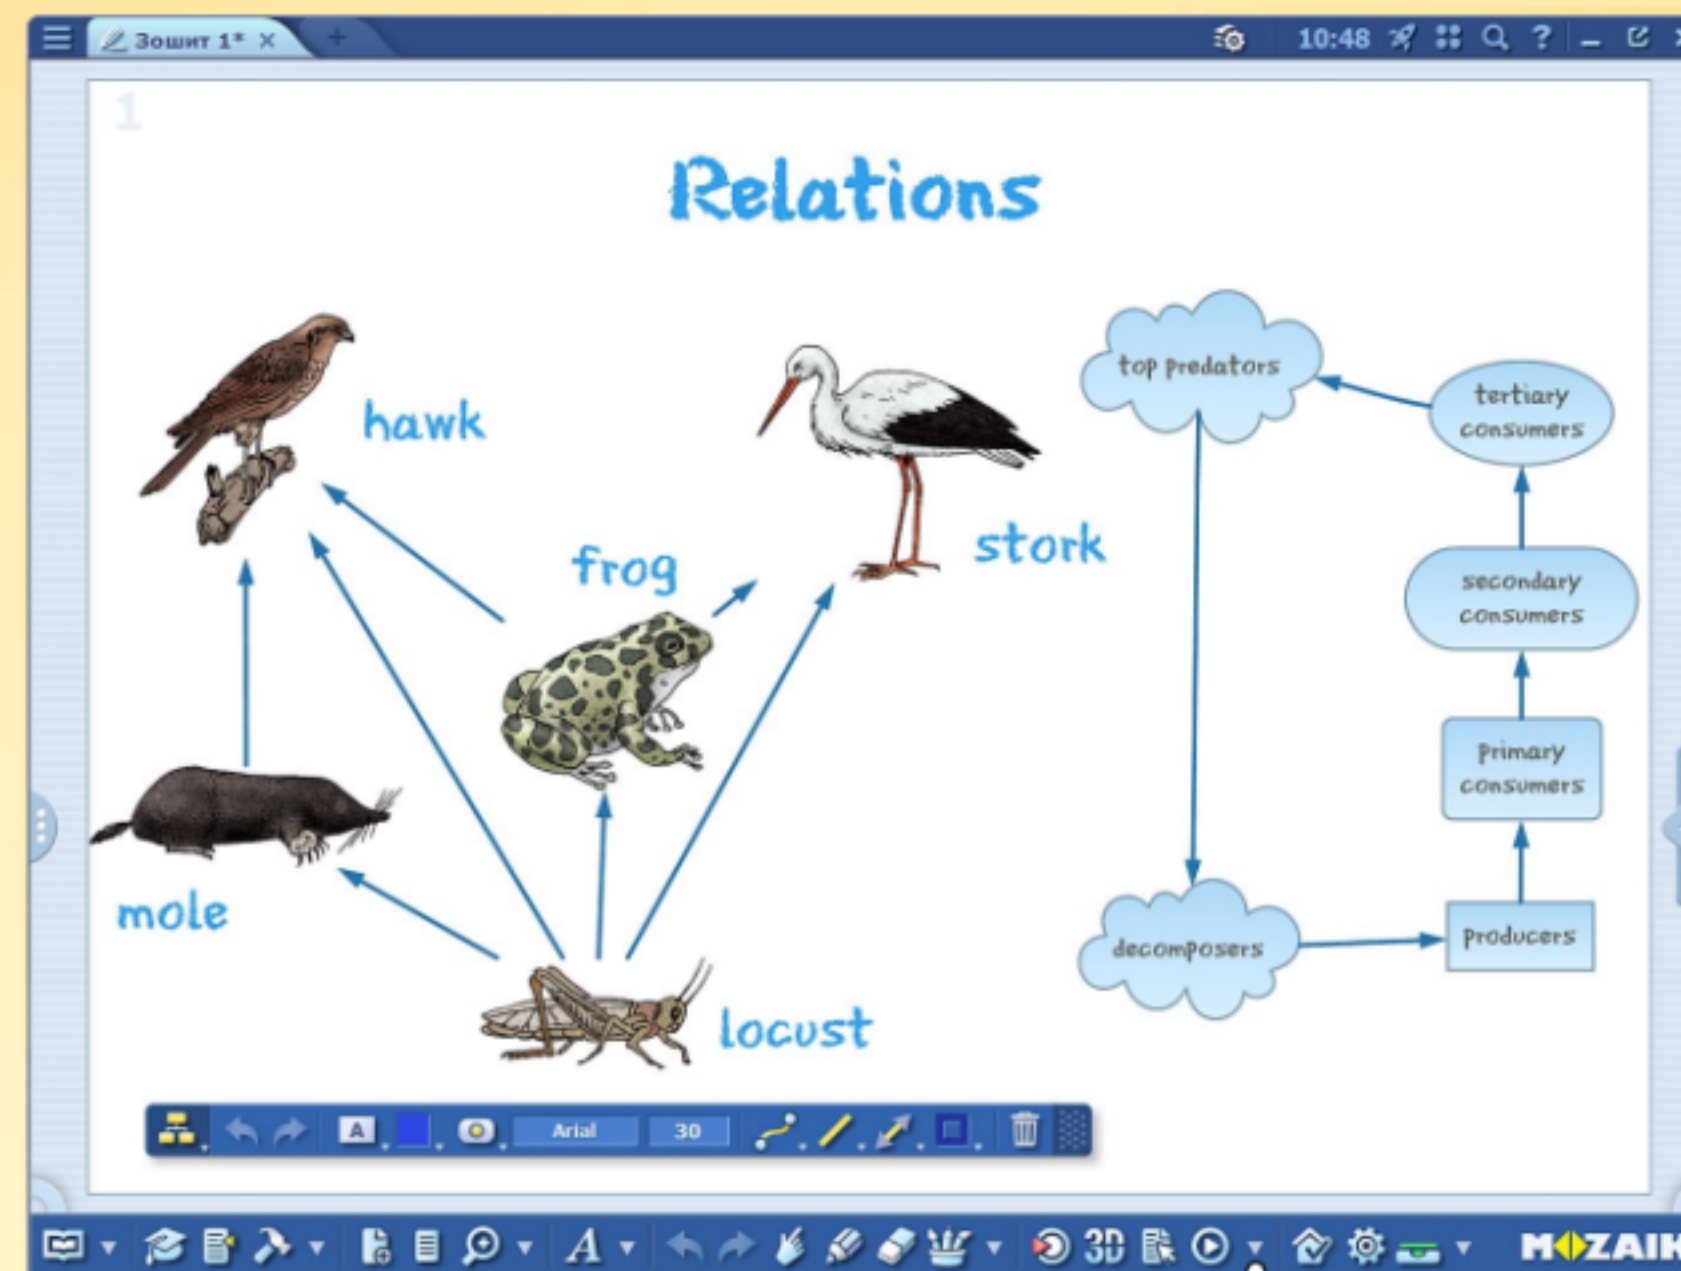 Зошит 1*
10:48
1
Relations
hawk
frog
stork
mole
locust
top predators
tertiary
consumers
secondary
consumers
primary
consumers
producers
decomposers
A
Arial
30
A
3D
MOZAIK